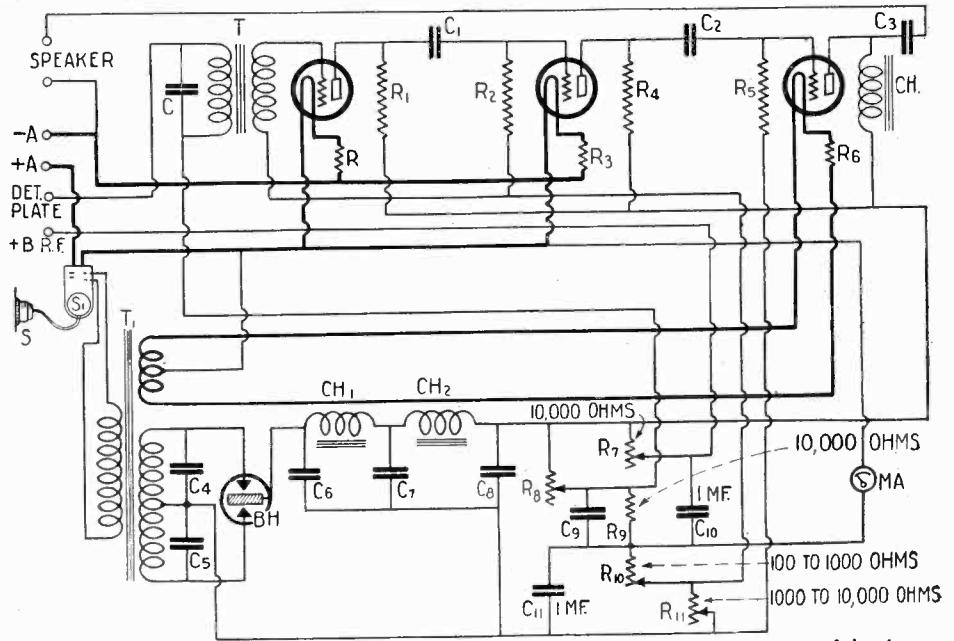 T
C1
C2
C3
SPEAKER
C
R1
R2
R4
R5
CH.
-A
R
R3
R6
+A
DET.
PLATE
+B R.F.
S1
S
T1
CH1
CH2
10,000 OHMS
R7
10,000 OHMS
C4
C6
C7
C8
R8
1 MF.
MA
BH
C9
R9
C10
C5
R10
100 TO 1000 OHMS
C11
1 MF.
R11
1000 TO 10,000 OHMS